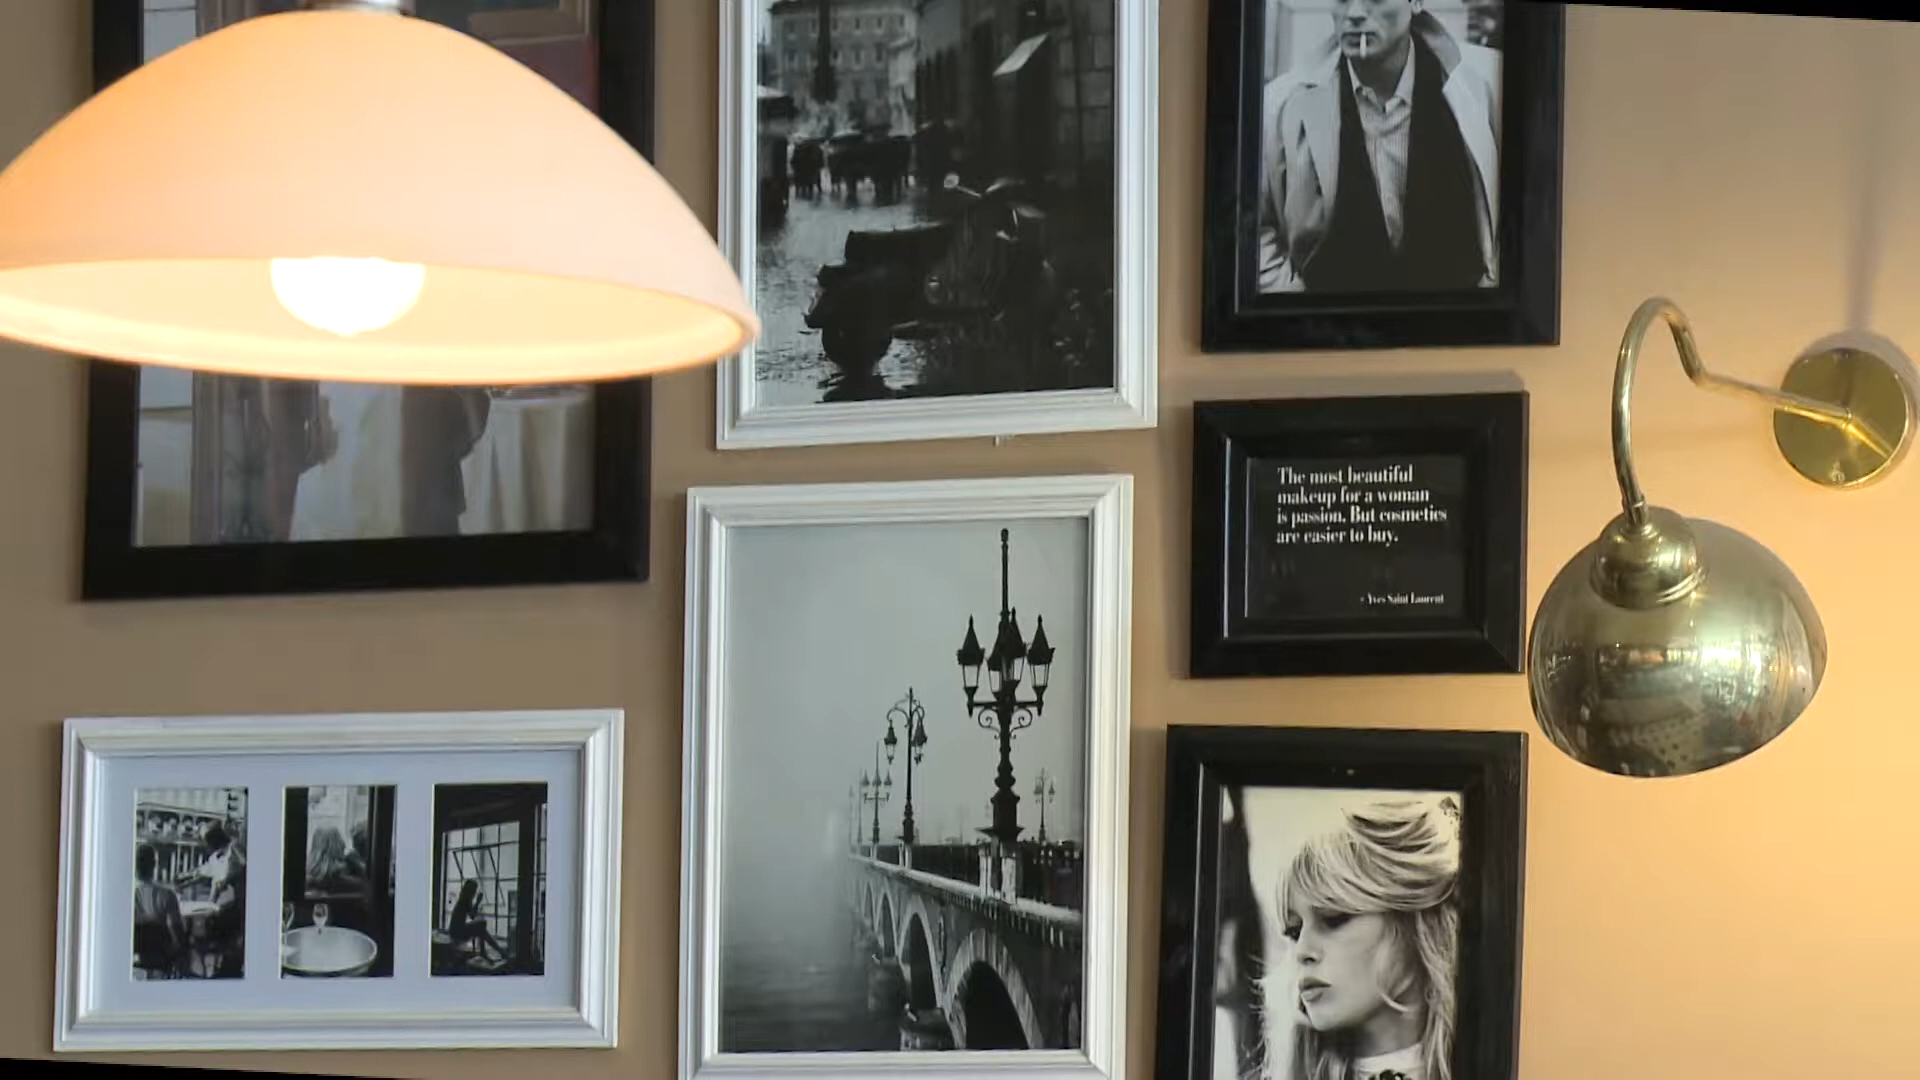 The most beautiful
makeup for a woman
is passion. But cosmetics
are easier to buy.
- Yves Saint Laurent